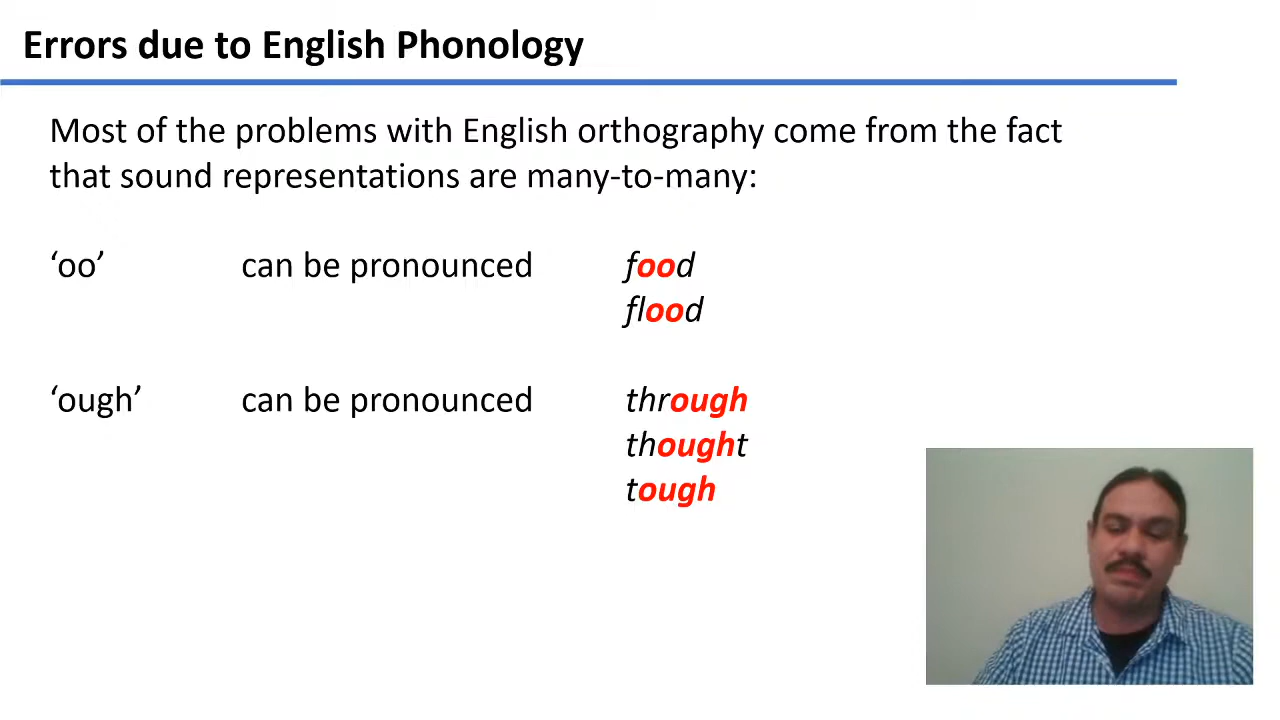 Errors due to English Phonology
Most of the problems with English orthography come from the fact
that sound representations are many-to-many:
‘oo’ can be pronounced food
flood
‘ough’ can be pronounced through
thought
tough